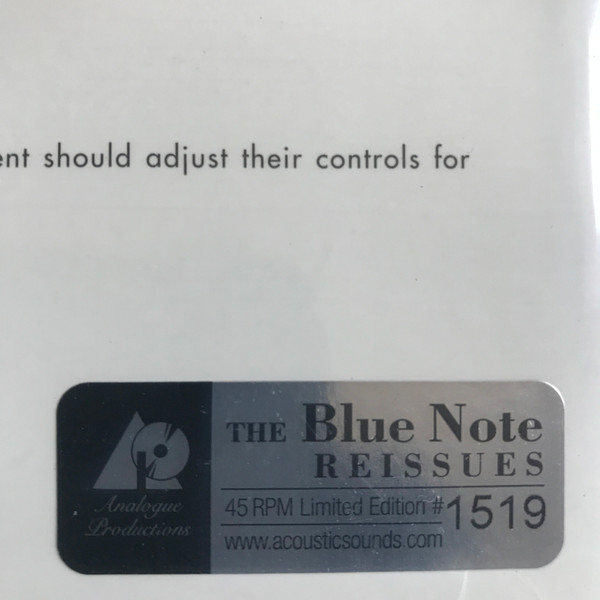 ent should adjust their controls for
THE Blue Note
REISSUES
Analogue
Productions
45 RPM Limited Edition #1519
www.acousticsounds.com